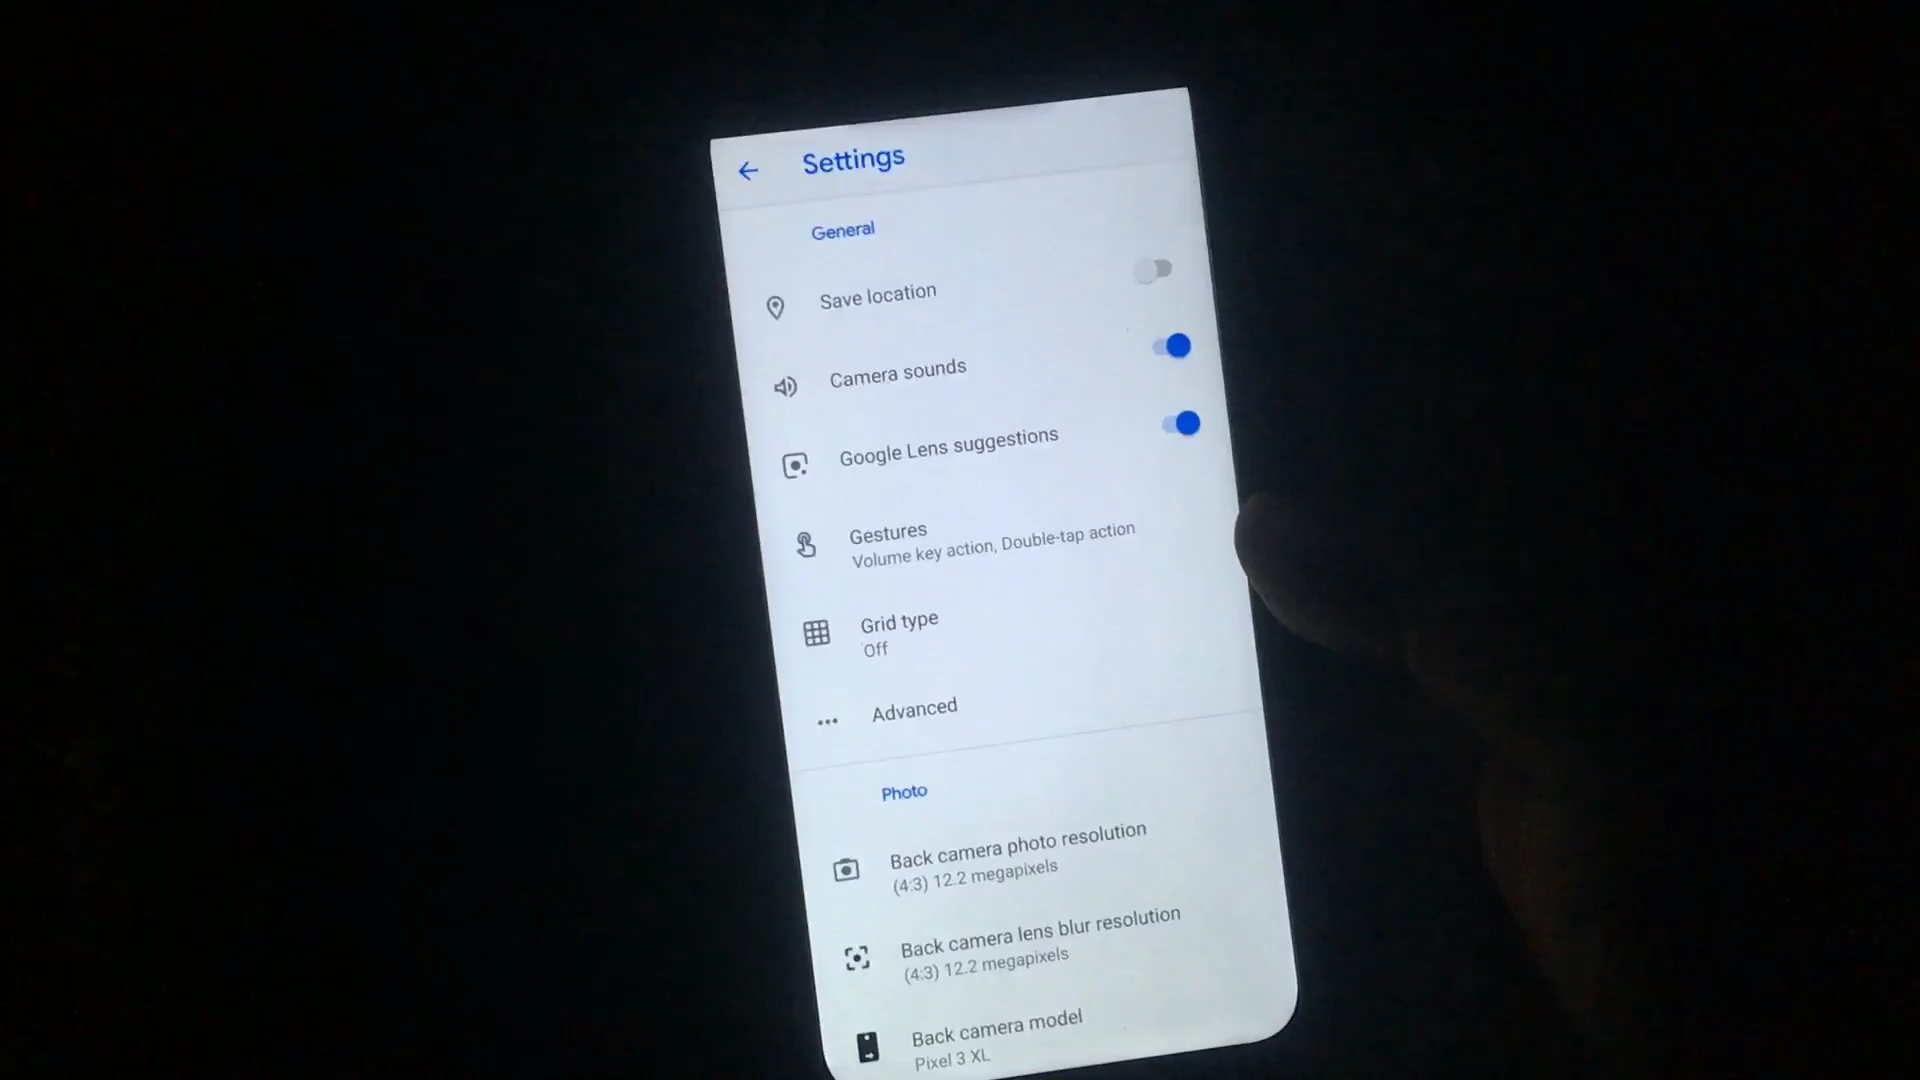 Settings
General
Save location
Camera sounds
Google Lens suggestions
Gestures
Volume key action, Double-tap action
Grid type
Off
Advanced
Photo
Back camera photo resolution
(4:3) 12.2 megapixels
Back camera lens blur resolution
(4:3) 12.2 megapixels
Back camera model
Pixel 3 XL